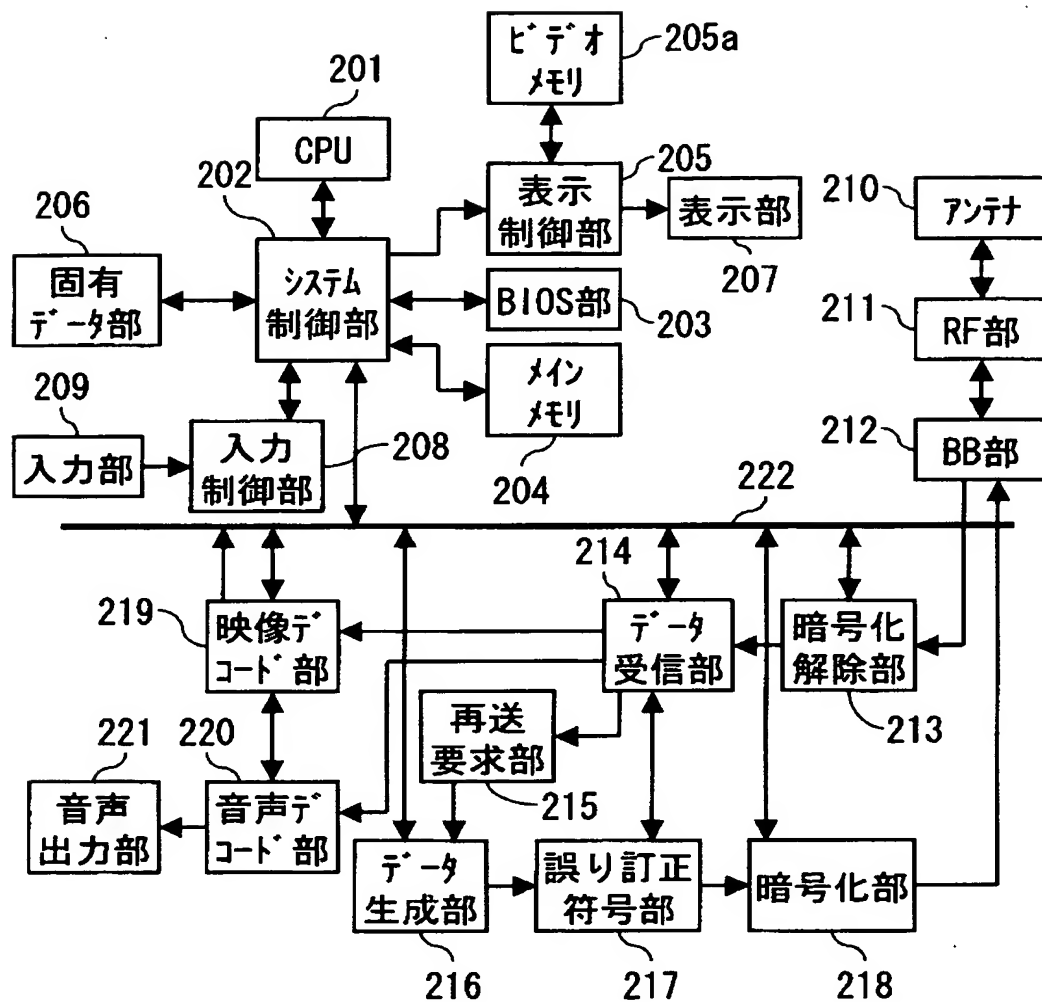 ビデオ
メモリ
205a
201
CPU
202
表示
制御部
205
表示部
207
210
アンテナ
206
固有
データ部
システム
制御部
BIOS部
203
211
RF部
メイン
メモリ
204
209
入力部
入力
制御部
208
212
BB部
222
214
219
映像デ
コード部
データ
受信部
暗号化
解除部
213
再送
要求部
215
221
220
音声
出力部
音声デ
コード部
データ
生成部
216
誤り訂正
符号部
217
暗号化部
218